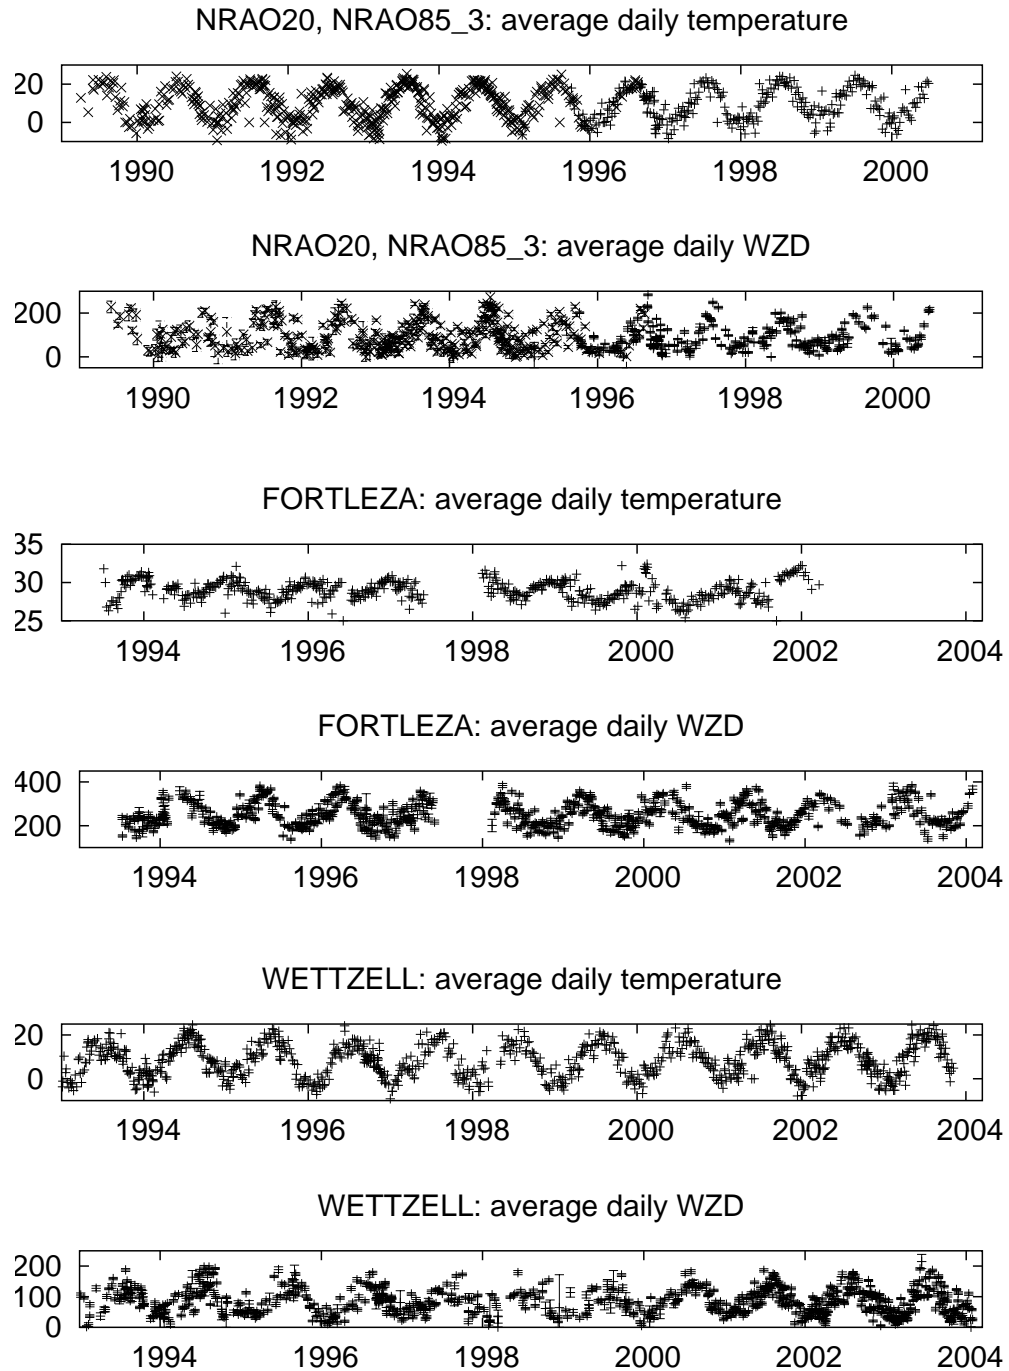 NRAO20, NRAO85_3: average daily temperature
20
0
1990 1992 1994 1996 1998 2000
NRAO20, NRAO85_3: average daily WZD
200
0
1990 1992 1994 1996 1998 2000
FORTLEZA: average daily temperature
35
30
25
1994 1996 1998 2000 2002 2004
FORTLEZA: average daily WZD
400
200
1994 1996 1998 2000 2002 2004
WETTZELL: average daily temperature
20
0
1994 1996 1998 2000 2002 2004
WETTZELL: average daily WZD
200
100
0
1994 1996 1998 2000 2002 2004